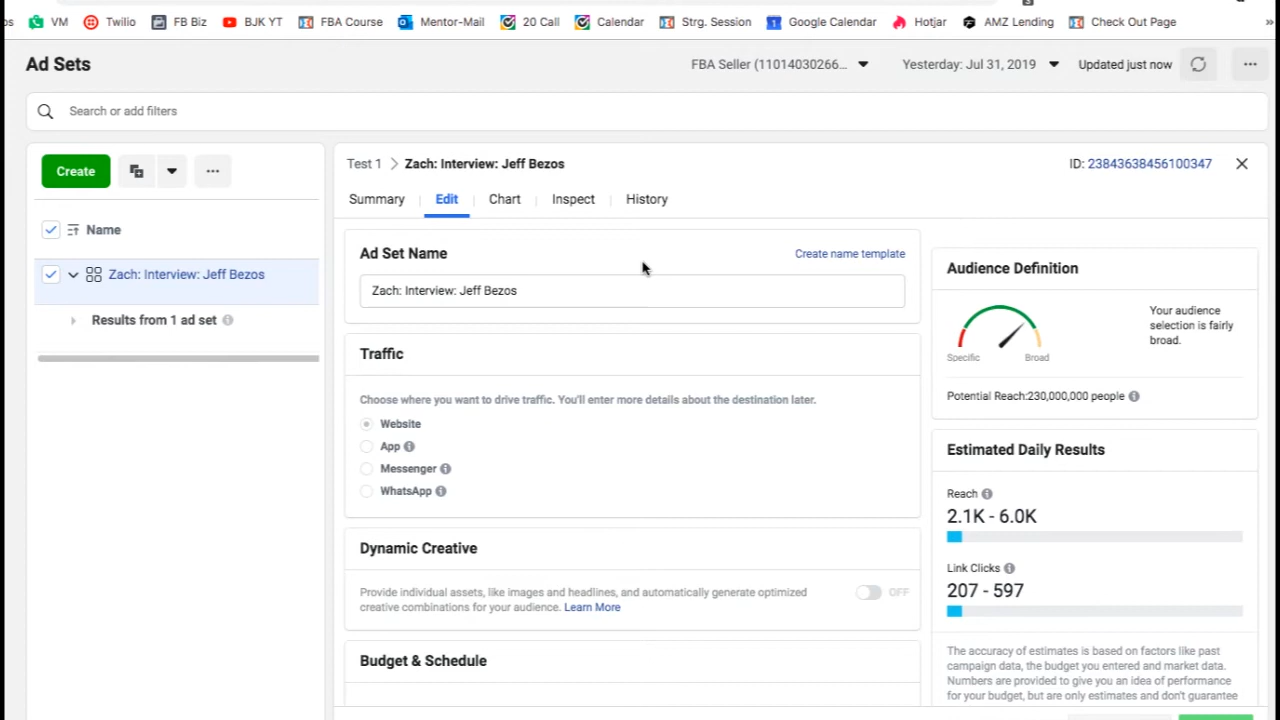 os VM Twilio FB Biz BJK YT FBA Course Mentor-Mail 20 Call Calendar Strg. Session Google Calendar Hotjar AMZ Lending Check Out Page »
Ad Sets FBA Seller (11014030266... Yesterday: Jul 31, 2019 Updated just now ...
Search or add filters
Create ...
Name
Zach: Interview: Jeff Bezos
Results from 1 ad set
Test 1 > Zach: Interview: Jeff Bezos ID: 23843638456100347
Summary Edit Chart Inspect History
Ad Set Name Create name template
Zach: Interview: Jeff Bezos
Traffic
Choose where you want to drive traffic. You'll enter more details about the destination later.
Website
App
Messenger
WhatsApp
Dynamic Creative
Provide individual assets, like images and headlines, and automatically generate optimized
creative combinations for your audience. Learn More
OFF
Budget & Schedule
Audience Definition
Your audience
selection is fairly
broad.
Specific Broad
Potential Reach:230,000,000 people
Estimated Daily Results
Reach
2.1K - 6.0K
Link Clicks
207 - 597
The accuracy of estimates is based on factors like past
campaign data, the budget you entered and market data.
Numbers are provided to give you an idea of performance
for your budget, but are only estimates and don't guarantee